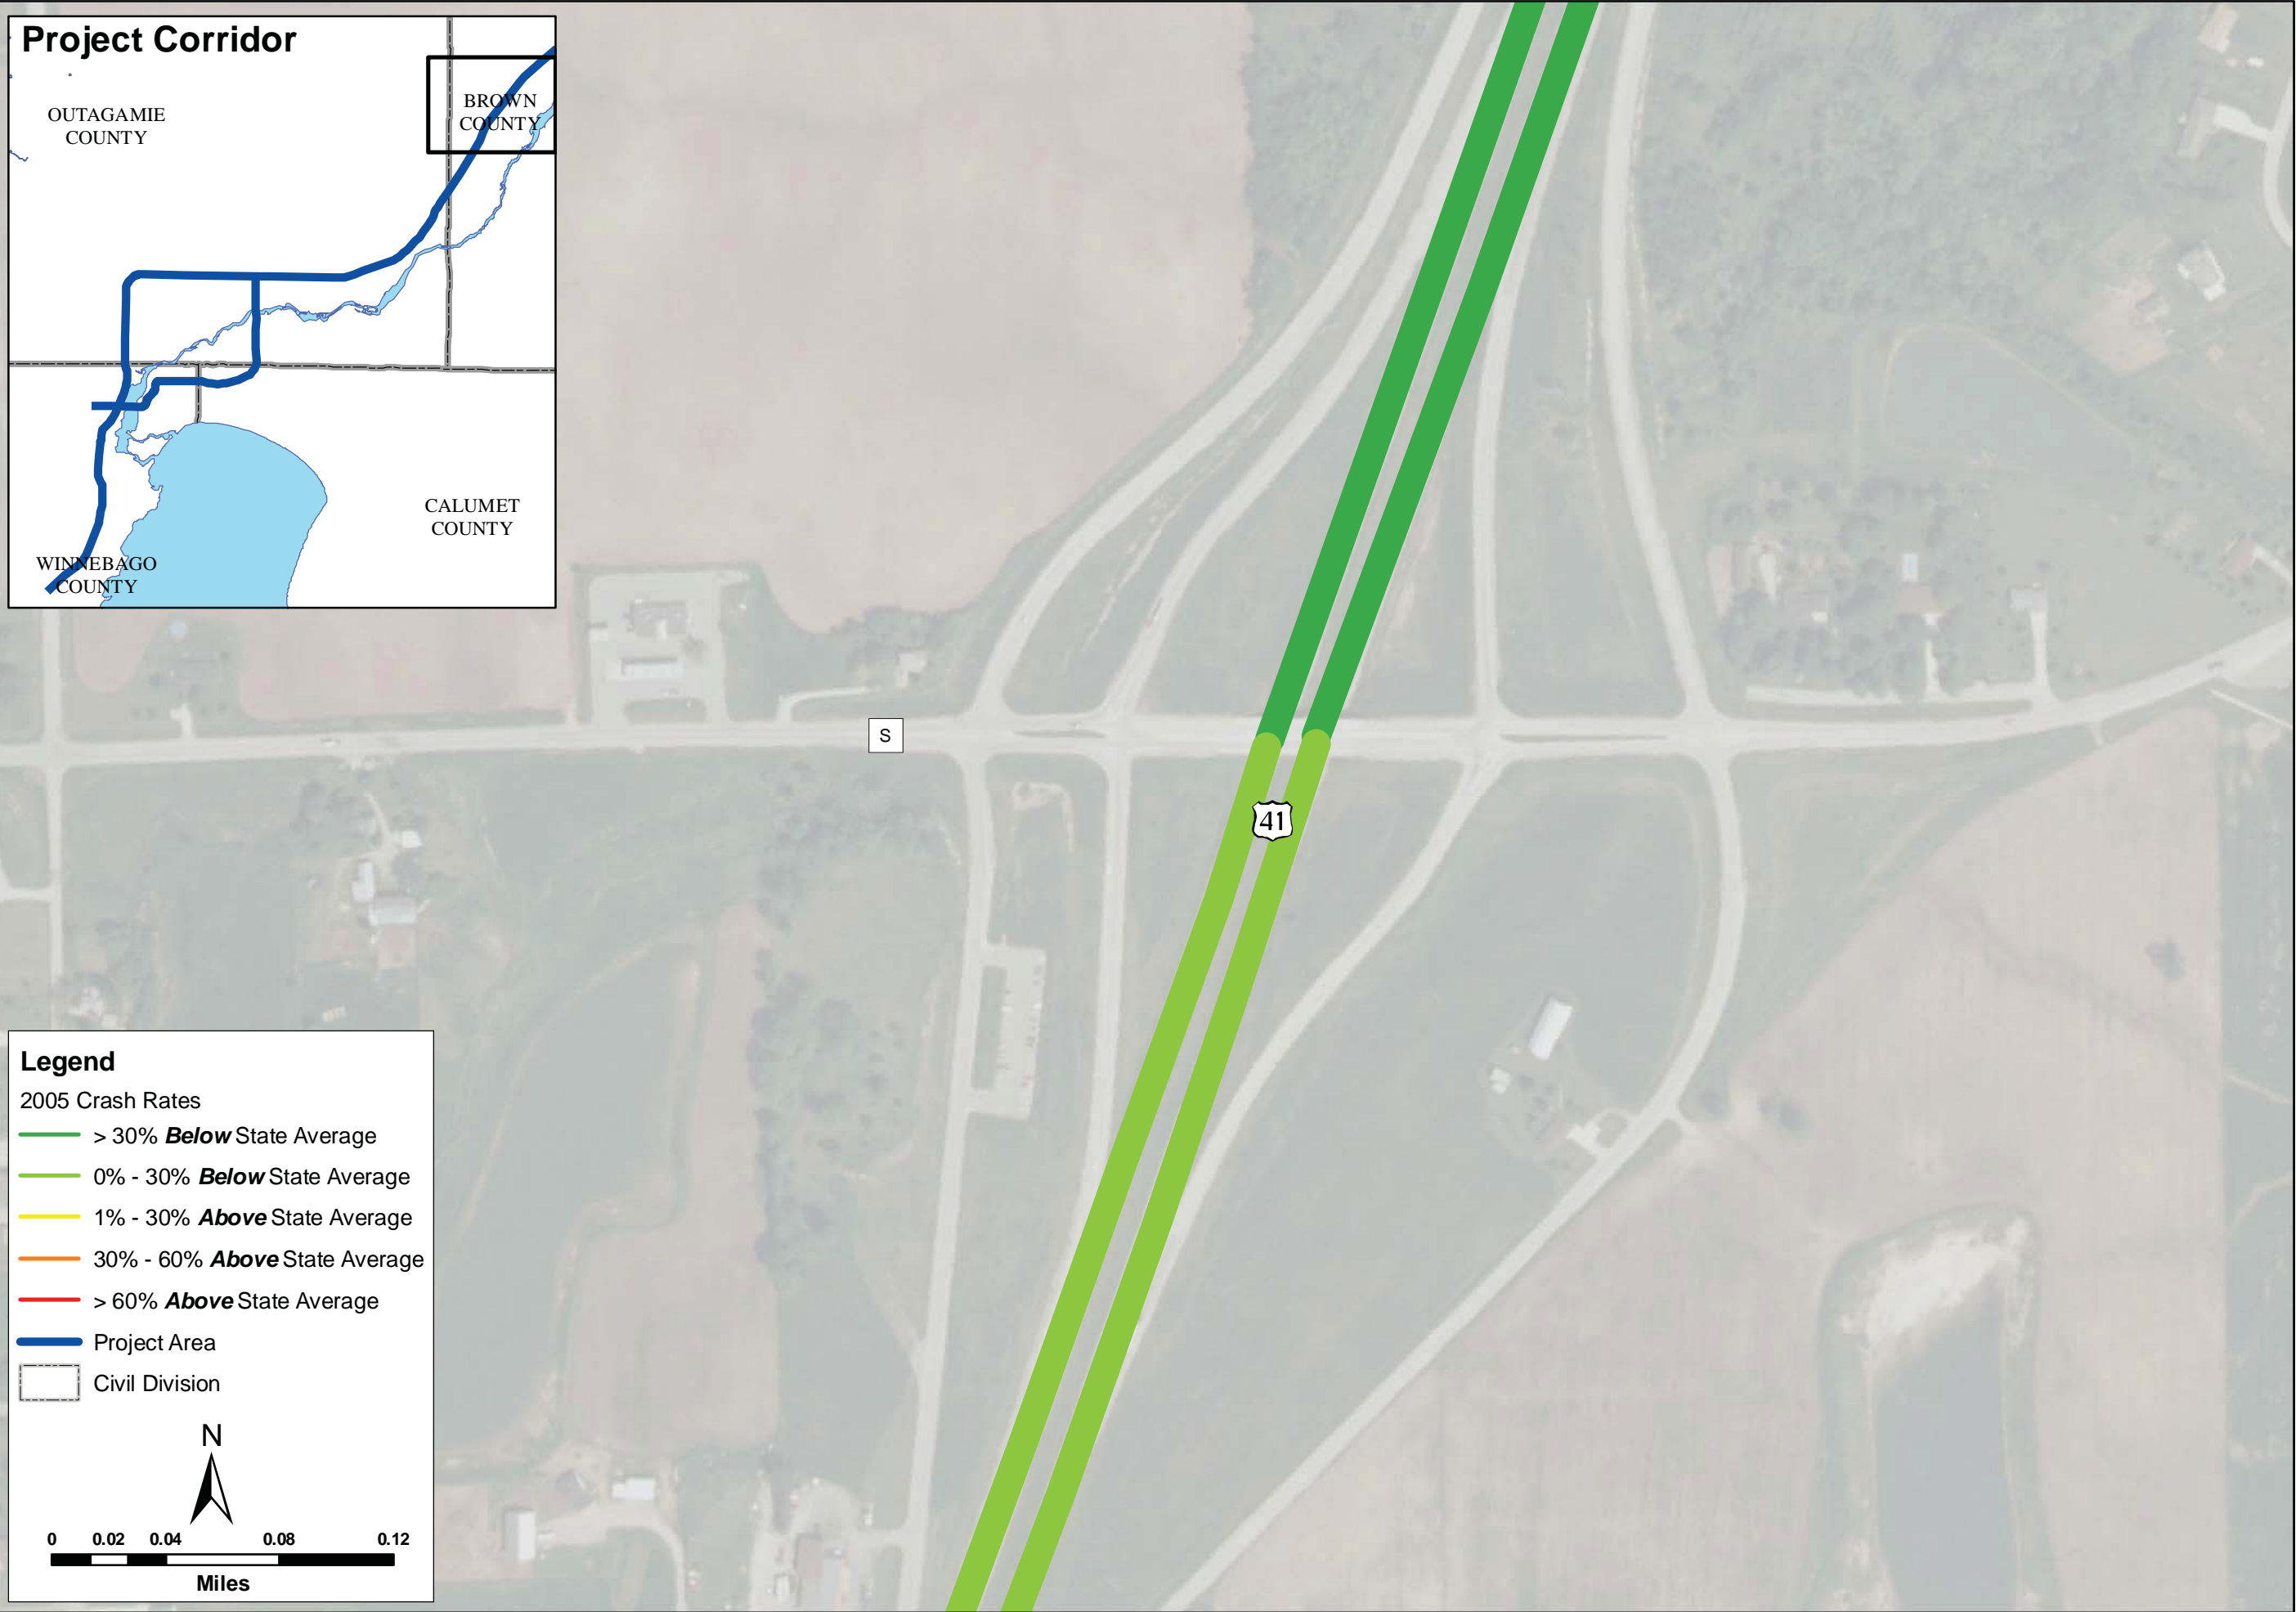 Project Corridor
OUTAGAMIE
COUNTY
BROWN
COUNTY
CALUMET
COUNTY
WINNEBAGO
COUNTY
S
41
Legend
2005 Crash Rates
> 30% Below State Average
0% - 30% Below State Average
1% - 30% Above State Average
30% - 60% Above State Average
> 60% Above State Average
Project Area
Civil Division
N
0 0.02 0.04 0.08 0.12
Miles